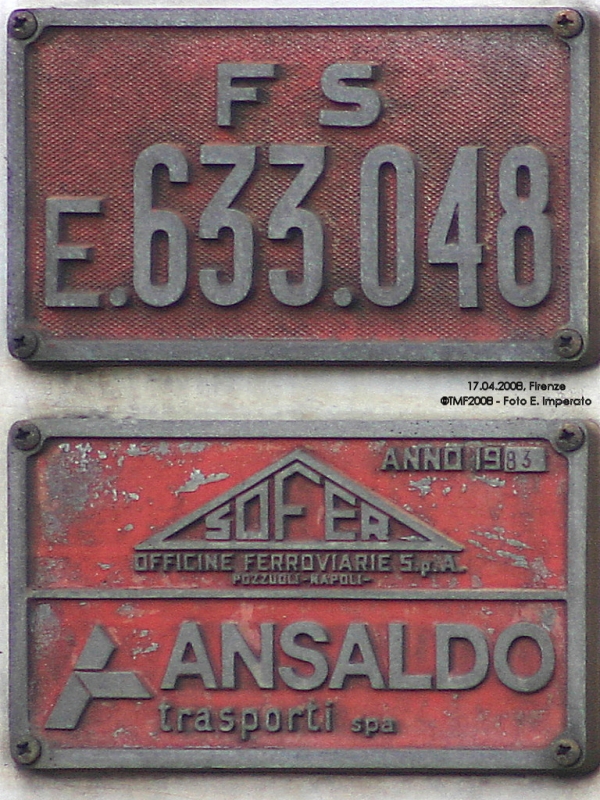 FS
E.633.048
17.04.2008, Firenze
©TMF2008 - Foto E. Imperato
ANNO 1983
SOFER
OFFICINE FERROVIARIE S.p.A.
POZZUOLI-NAPOLI-
ANSALDO
trasporti spa